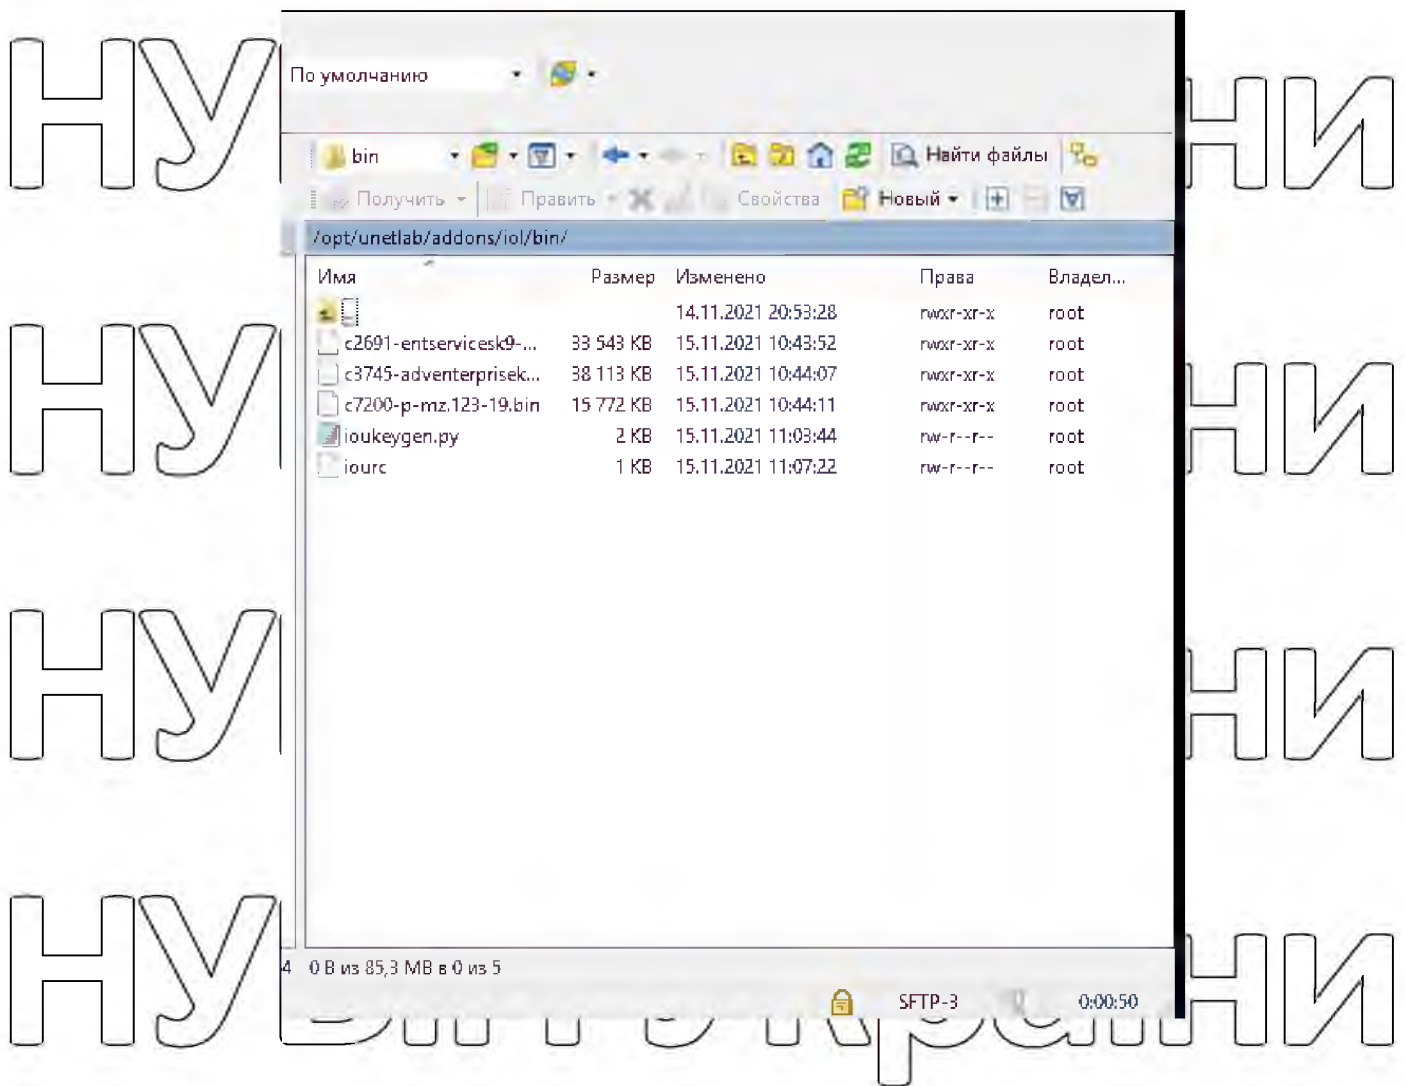 По умолчанию
bin
Найти файлы
Получить
Править
Свойства
Новый
/opt/unetlab/addons/iol/bin/
Имя Размер Изменено Права Владел...
.. 14.11.2021 20:53:28 rwxr-xr-x root
c2691-entservicesk9-... 33 543 KB 15.11.2021 10:43:52 rwxr-xr-x root
c3745-adventerprisek... 38 113 KB 15.11.2021 10:44:07 rwxr-xr-x root
c7200-p-mz.123-19.bin 15 772 KB 15.11.2021 10:44:11 rwxr-xr-x root
ioukeygen.py 2 KB 15.11.2021 11:03:44 rw-r--r-- root
iourc 1 KB 15.11.2021 11:07:22 rw-r--r-- root
4 0 B из 85,3 MB в 0 из 5
SFTP-3 0:00:50